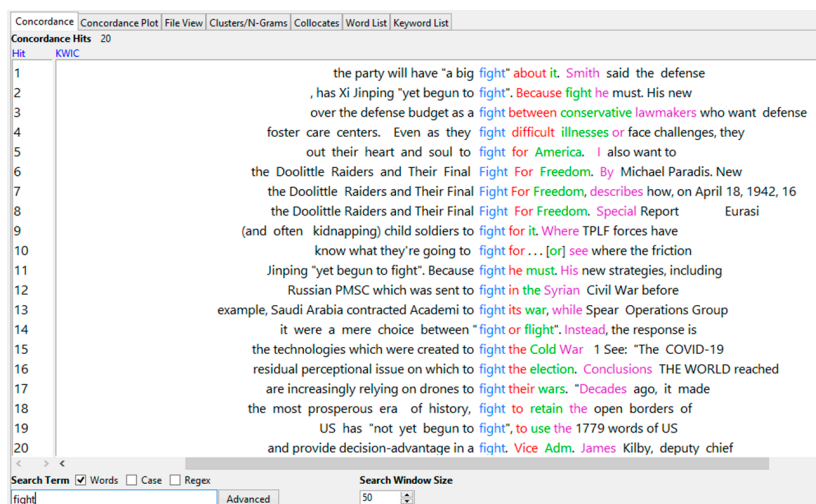 Concordance Concordance Plot File View Clusters/N-Grams Collocates Word List Keyword List
Concordance Hits 20
Hit KWIC
1 the party will have "a big fight" about it. Smith said the defense
2 , has Xi Jinping "yet begun to fight". Because fight he must. His new
3 over the defense budget as a fight between conservative lawmakers who want defense
4 foster care centers. Even as they fight difficult illnesses or face challenges, they
5 out their heart and soul to fight for America. I also want to
6 the Doolittle Raiders and Their Final Fight For Freedom. By Michael Paradis. New
7 the Doolittle Raiders and Their Final Fight For Freedom, describes how, on April 18, 1942, 16
8 the Doolittle Raiders and Their Final Fight For Freedom. Special Report Eurasi
9 (and often kidnapping) child soldiers to fight for it. Where TPLF forces have
10 know what they're going to fight for . . . [or] see where the friction
11 Jinping "yet begun to fight". Because fight he must. His new strategies, including
12 Russian PMSC which was sent to fight in the Syrian Civil War before
13 example, Saudi Arabia contracted Academi to fight its war, while Spear Operations Group
14 it were a mere choice between "fight or flight". Instead, the response is
15 the technologies which were created to fight the Cold War 1 See: "The COVID-19
16 residual perceptional issue on which to fight the election. Conclusions THE WORLD reached
17 are increasingly relying on drones to fight their wars. "Decades ago, it made
18 the most prosperous era of history, fight to retain the open borders of
19 US has "not yet begun to fight", to use the 1779 words of US
20 and provide decision-advantage in a fight. Vice Adm. James Kilby, deputy chief
Search Term Words Case Regex Search Window Size
fight Advanced 50